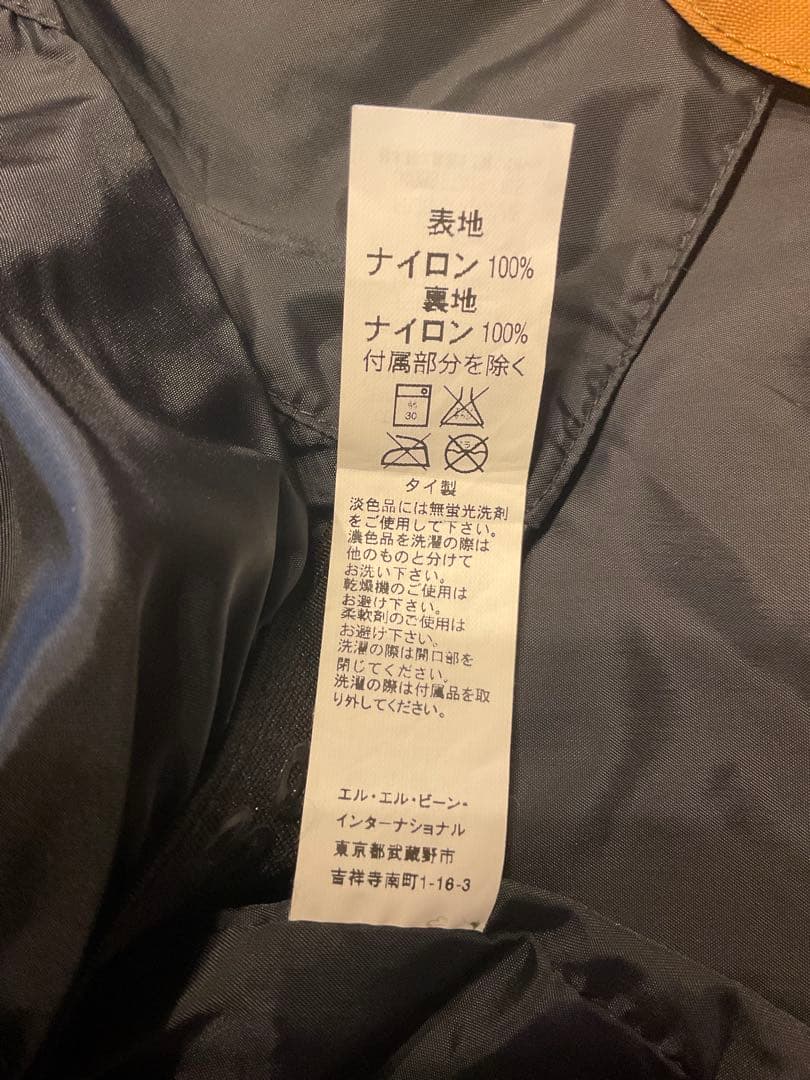 表地
ナイロン 100%
裏地
ナイロン 100%
付属部分を除く
30
タイ製
淡色品には無蛍光洗剤
をご使用して下さい。
濃色品を洗濯の際は
他のものと分けて
お洗い下さい。
乾燥機のご使用は
お避け下さい。
柔軟剤のご使用は
お避け下さい。
洗濯の際は開口部を
閉じてください。
洗濯の際は付属品を取
り外してください。
エル・エル・ビーン・
インターナショナル
東京都武蔵野市
吉祥寺南町1-16-3